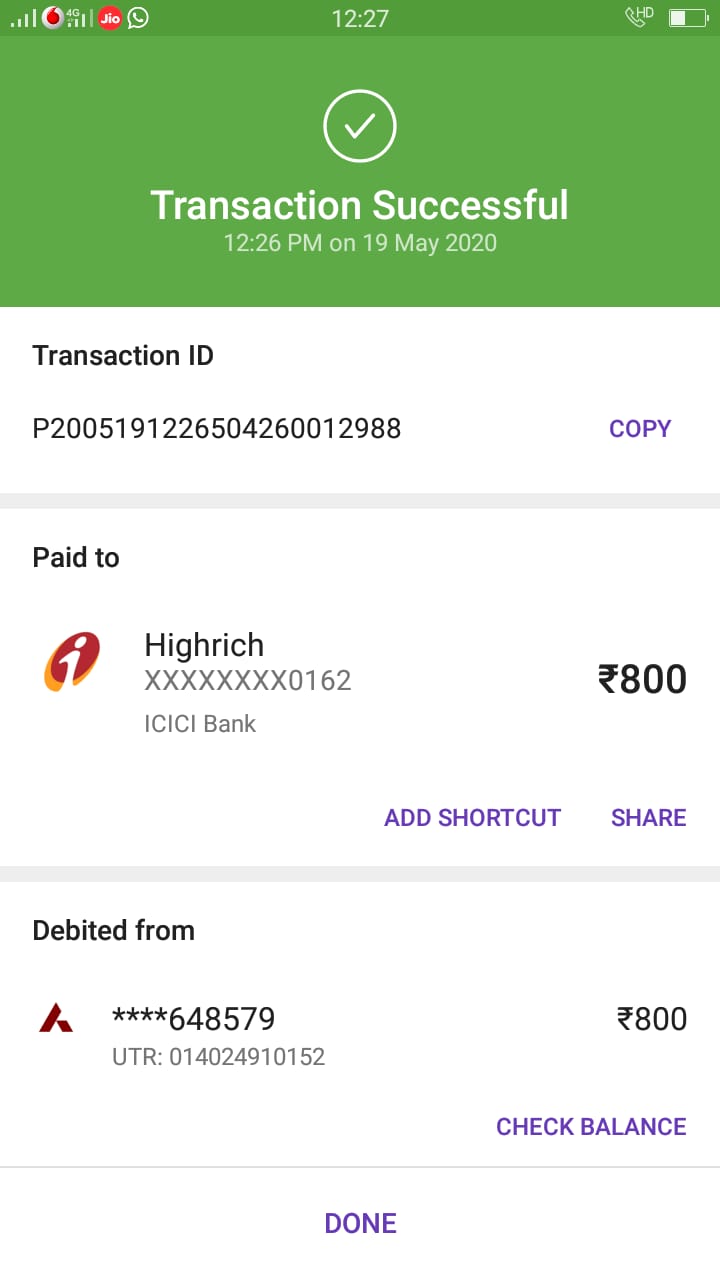 4G Jio 12:27 HD
Transaction Successful
12:26 PM on 19 May 2020
Transaction ID
P2005191226504260012988 COPY
Paid to
Highrich
XXXXXXXX0162 ₹800
ICICI Bank
ADD SHORTCUT SHARE
Debited from
****648579 ₹800
UTR: 014024910152
CHECK BALANCE
DONE